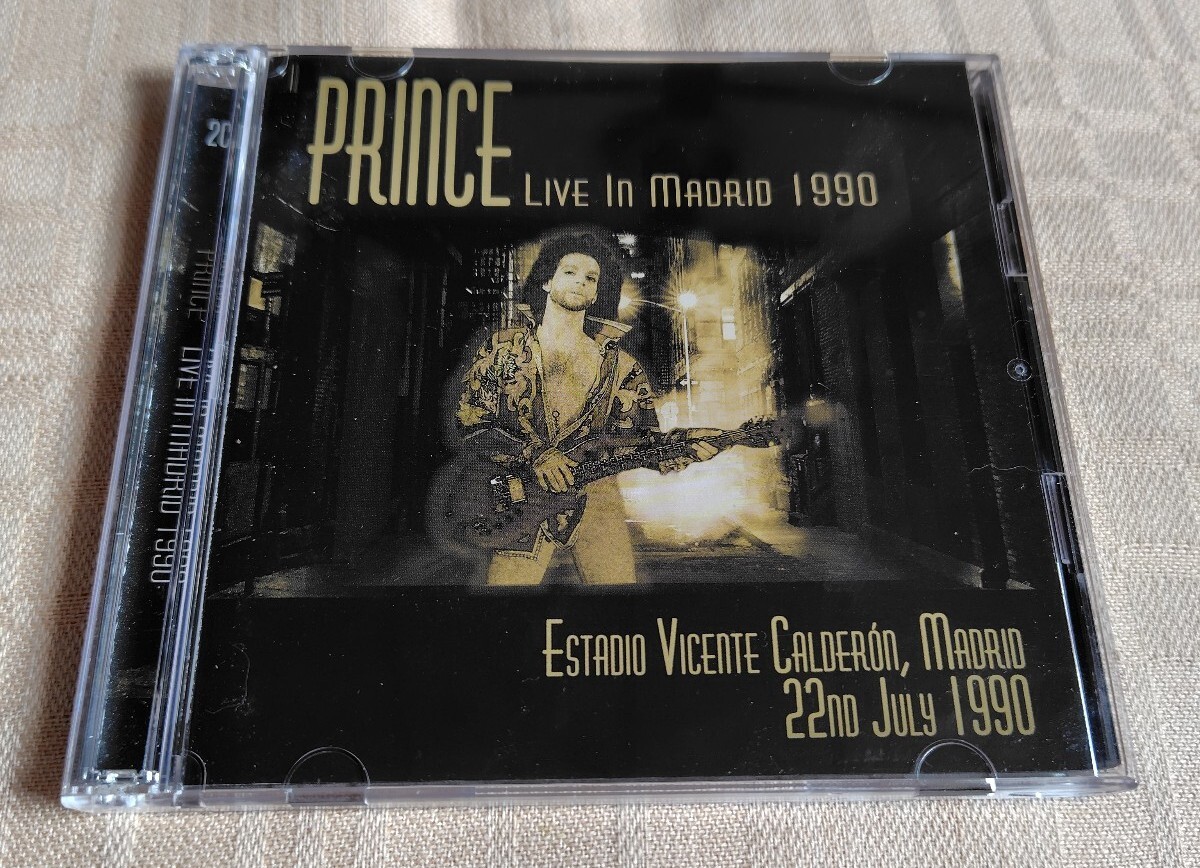 PRINCE LIVE IN MADRID 1990
ESTADIO VICENTE CALDERÓN, MADRID
22ND JULY 1990
PRINCE LIVE IN MADRID 1990